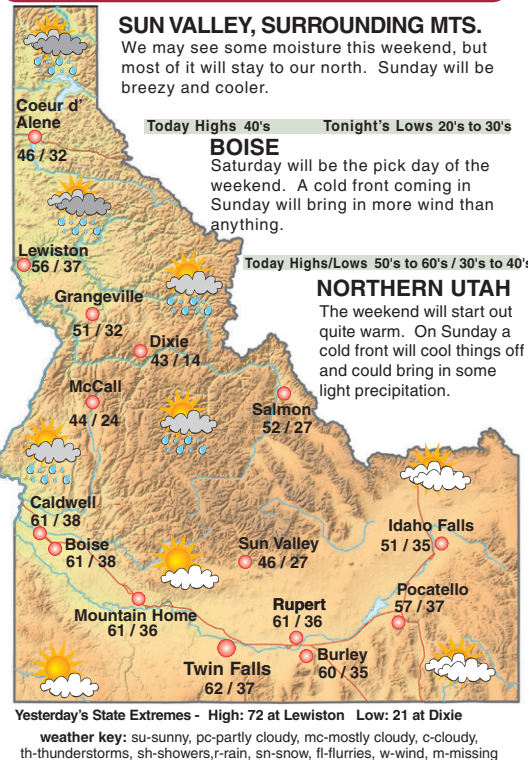 SUN VALLEY, SURROUNDING MTS.
We may see some moisture this weekend, but
most of it will stay to our north. Sunday will be
breezy and cooler.
Today Highs 40's Tonight's Lows 20's to 30's
BOISE
Saturday will be the pick day of the
weekend. A cold front coming in
Sunday will bring in more wind than
anything.
Today Highs/Lows 50's to 60's / 30's to 40's
NORTHERN UTAH
The weekend will start out
quite warm. On Sunday a
cold front will cool things off
and could bring in some
light precipitation.
Coeur d'
Alene
46 / 32
Lewiston
56 / 37
Grangeville
51 / 32
Dixie
43 / 14
McCall
44 / 24
Salmon
52 / 27
Caldwell
61 / 38
Boise
61 / 38
Sun Valley
46 / 27
Idaho Falls
51 / 35
Mountain Home
61 / 36
Rupert
61 / 36
Pocatello
57 / 37
Twin Falls
62 / 37
Burley
60 / 35
Yesterday's State Extremes - High: 72 at Lewiston Low: 21 at Dixie
weather key: su-sunny, pc-partly cloudy, mc-mostly cloudy, c-cloudy,
th-thunderstorms, sh-showers,r-rain, sn-snow, fl-flurries, w-wind, m-missing